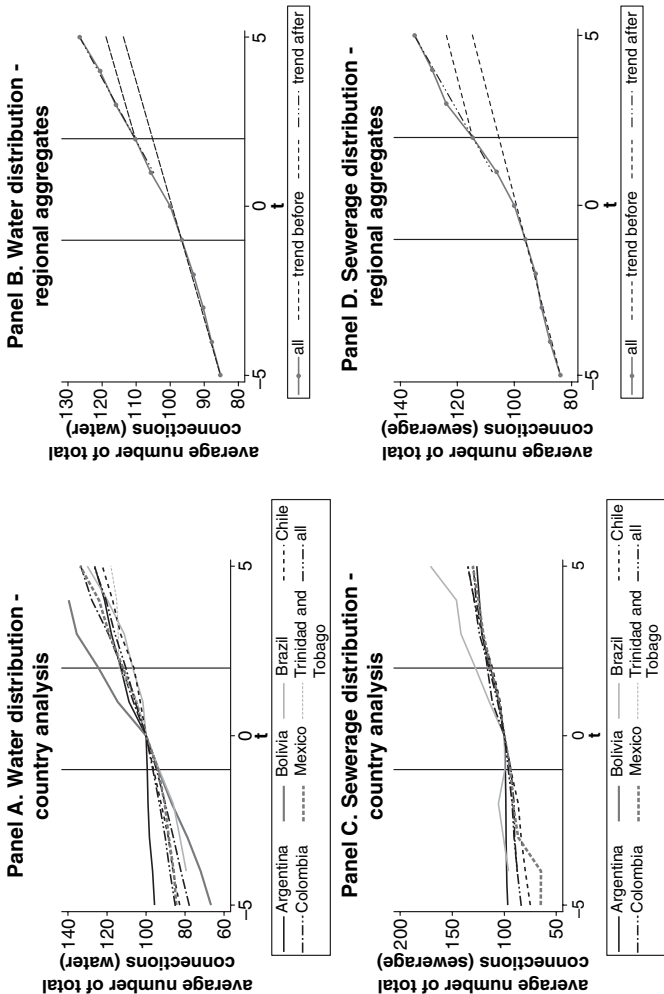 Panel A. Water distribution -
country analysis
average number of total
connections (water)
140
120
100
80
60
–5
0
5
t
Argentina
Bolivia
Brazil
Chile
Colombia
Mexico
Trinidad and
Tobago
all
Panel B. Water distribution -
regional aggregates
average number of total
connections (water)
130
120
110
100
90
80
–5
0
5
t
all
trend before
trend after
Panel C. Sewerage distribution -
country analysis
average number of total
connections (sewerage)
200
150
100
50
–5
0
5
t
Argentina
Bolivia
Brazil
Chile
Colombia
Mexico
Trinidad and
Tobago
all
Panel D. Sewerage distribution -
regional aggregates
average number of total
connections (sewerage)
140
120
100
80
–5
0
5
t
all
trend before
trend after